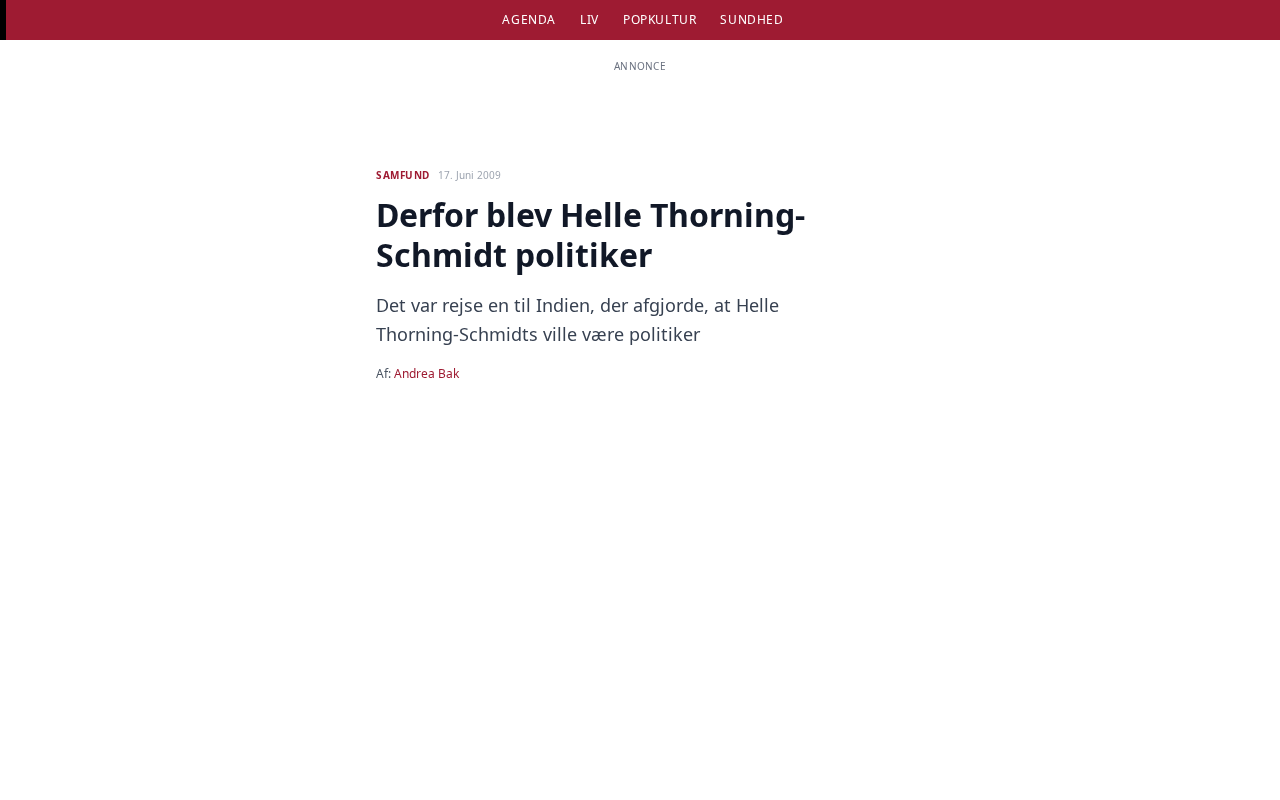 AGENDA LIV POPKULTUR SUNDHED
ANNONCE
SAMFUND 17. Juni 2009
Derfor blev Helle Thorning-
Schmidt politiker
Det var rejse en til Indien, der afgjorde, at Helle
Thorning-Schmidts ville være politiker
Af: Andrea Bak